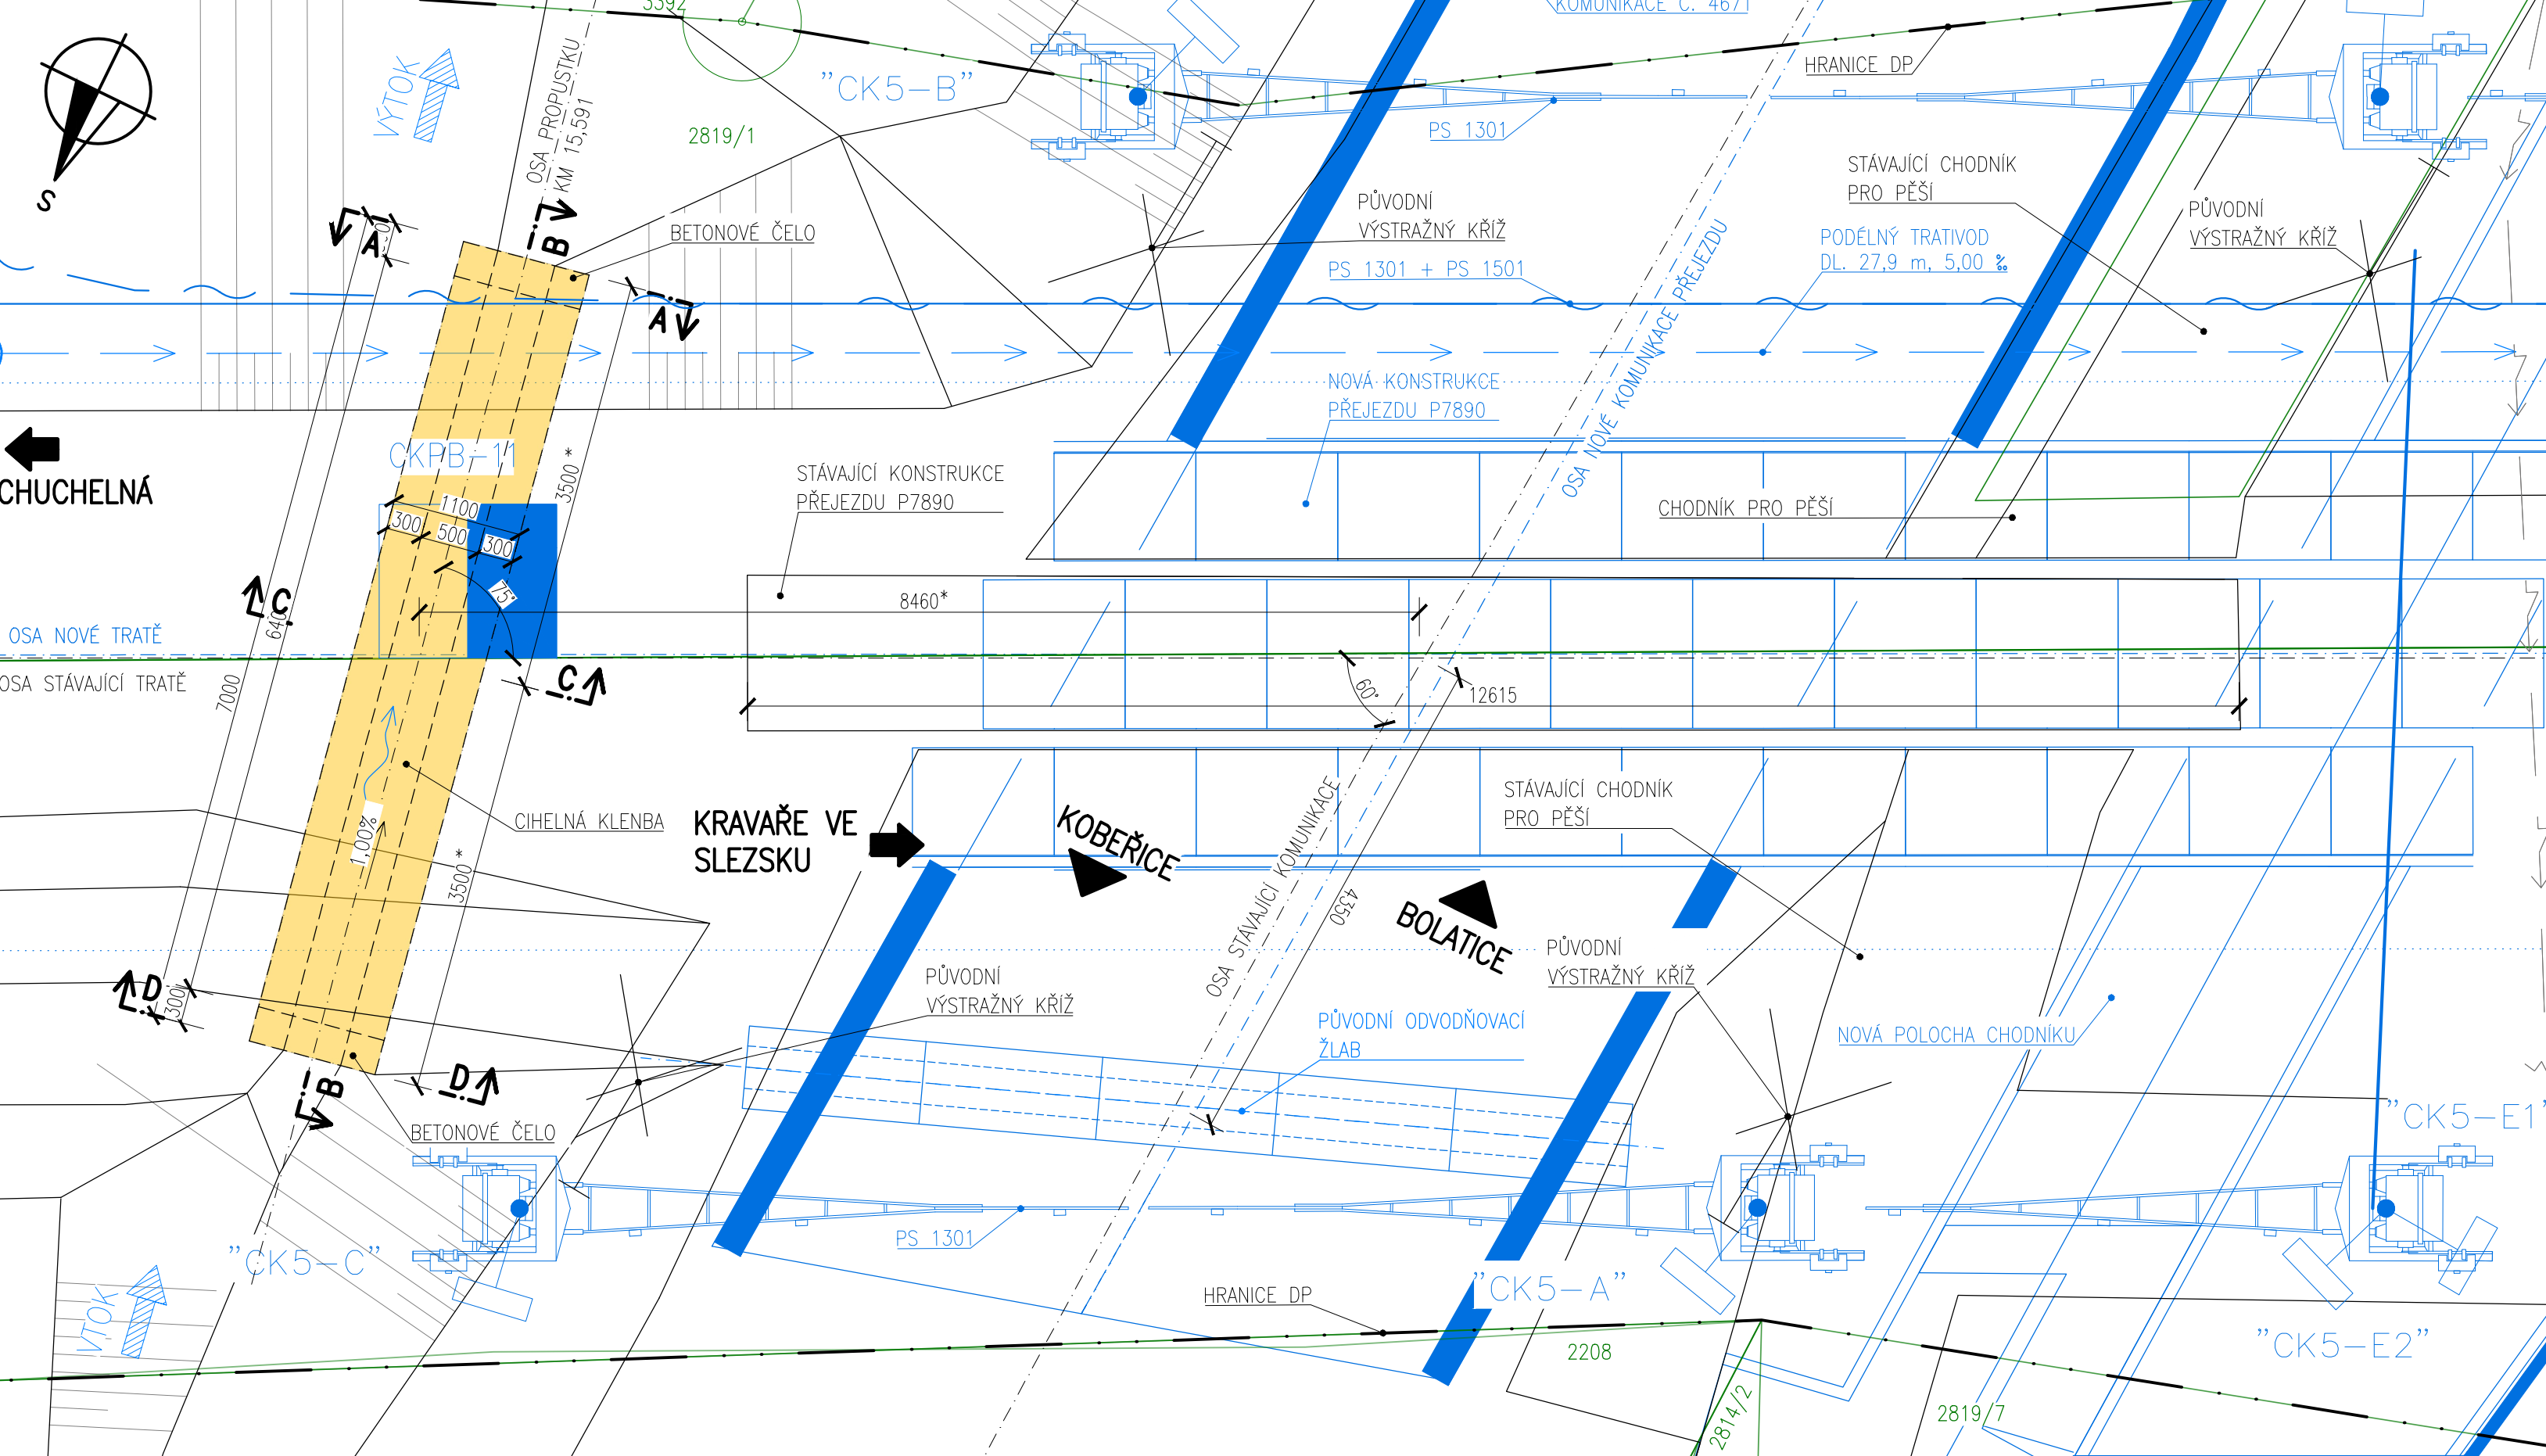 3392
KOMUNIKACE Č. 4671
HRANICE DP
VÝTOK
OSA PROPUSTKU
KM 15,591
"CK5-B"
2819/1
PS 1301
STÁVAJÍCÍ CHODNÍK
PRO PĚŠÍ
PŮVODNÍ
VÝSTRAŽNÝ KŘÍŽ
PŮVODNÍ
VÝSTRAŽNÝ KŘÍŽ
S
A
B
BETONOVÉ ČELO
PODÉLNÝ TRATIVOD
DL. 27,9 m, 5,00 ‰
PS 1301 + PS 1501
A
OSA NOVÉ KOMUNIKACE PŘEJEZDU
NOVÁ KONSTRUKCE
PŘEJEZDU P7890
CKPB-11
CHUCHELNÁ
3500 *
STÁVAJÍCÍ KONSTRUKCE
PŘEJEZDU P7890
CHODNÍK PRO PĚŠÍ
1100
300
500
300
75°
C
640
8460*
OSA NOVÉ TRATĚ
OSA STÁVAJÍCÍ TRATĚ
7000
C
60°
12615
CIHELNÁ KLENBA
1,00%
3500 *
KRAVAŘE VE
SLEZSKU
KOBEŘICE
BOLATICE
OSA STÁVAJÍCÍ KOMUNIKACE
4350
STÁVAJÍCÍ CHODNÍK
PRO PĚŠÍ
PŮVODNÍ
VÝSTRAŽNÝ KŘÍŽ
PŮVODNÍ
VÝSTRAŽNÝ KŘÍŽ
D
300
PŮVODNÍ ODVODŇOVACÍ
ŽLAB
NOVÁ POLOCHA CHODNÍKU
D
B
BETONOVÉ ČELO
"CK5-E1"
"CK5-C"
PS 1301
VTOK
HRANICE DP
"CK5-A"
"CK5-E2"
2208
2814/2
2819/7